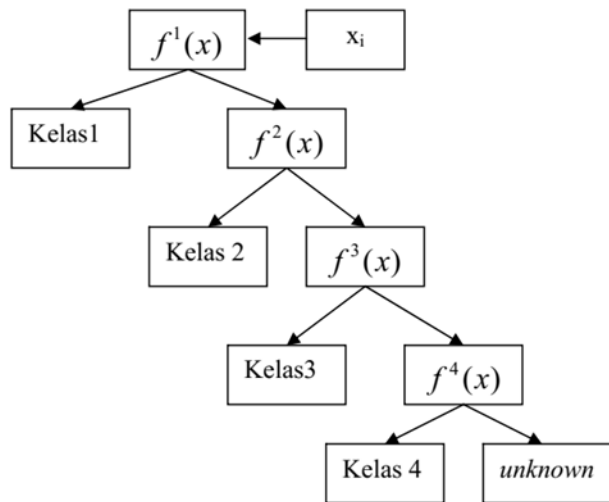 f¹(x)
xᵢ
Kelas1
f²(x)
Kelas 2
f³(x)
Kelas3
f⁴(x)
Kelas 4
unknown